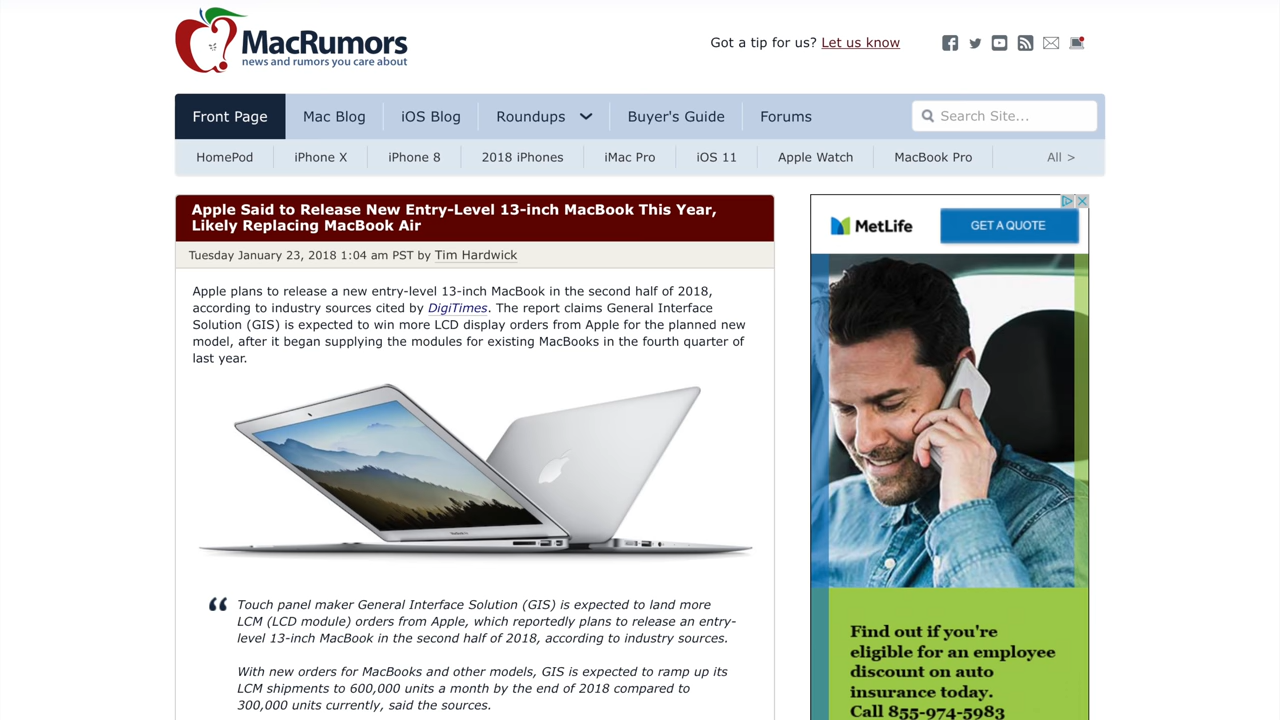 MacRumors
news and rumors you care about
Got a tip for us? Let us know
Front Page
Mac Blog
iOS Blog
Roundups
Buyer's Guide
Forums
Search Site...
HomePod
iPhone X
iPhone 8
2018 iPhones
iMac Pro
iOS 11
Apple Watch
MacBook Pro
All >
Apple Said to Release New Entry-Level 13-inch MacBook This Year,
Likely Replacing MacBook Air
Tuesday January 23, 2018 1:04 am PST by Tim Hardwick
Apple plans to release a new entry-level 13-inch MacBook in the second half of 2018,
according to industry sources cited by DigiTimes. The report claims General Interface
Solution (GIS) is expected to win more LCD display orders from Apple for the planned new
model, after it began supplying the modules for existing MacBooks in the fourth quarter of
last year.
“ Touch panel maker General Interface Solution (GIS) is expected to land more
LCM (LCD module) orders from Apple, which reportedly plans to release an entry-
level 13-inch MacBook in the second half of 2018, according to industry sources.
With new orders for MacBooks and other models, GIS is expected to ramp up its
LCM shipments to 600,000 units a month by the end of 2018 compared to
300,000 units currently, said the sources.
MetLife
GET A QUOTE
Find out if you're
eligible for an employee
discount on auto
insurance today.
Call 855-974-5983